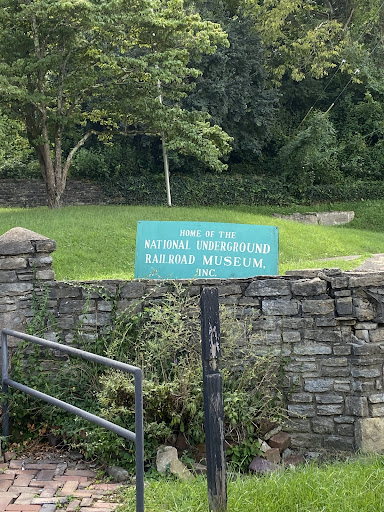 HOME OF THE
NATIONAL UNDERGROUND
RAILROAD MUSEUM,
INC.